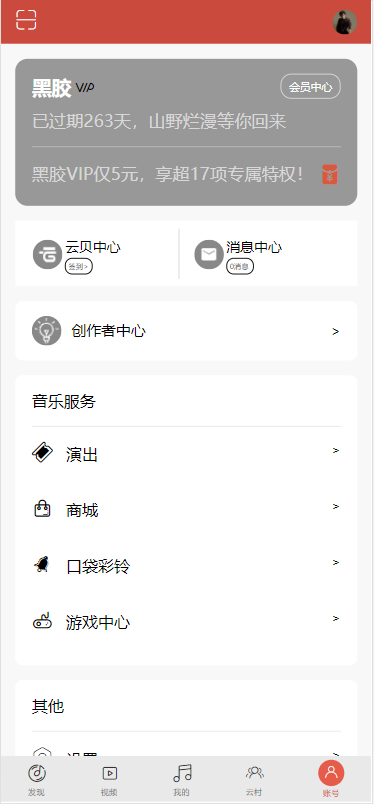 黑胶 VIP
会员中心
已过期263天，山野烂漫等你回来
黑胶VIP仅5元，享超17项专属特权！
云贝中心
签到>
消息中心
0消息
创作者中心 >
音乐服务
演出 >
商城 >
口袋彩铃 >
游戏中心 >
其他
设置 >
发现 视频 我的 云村 账号